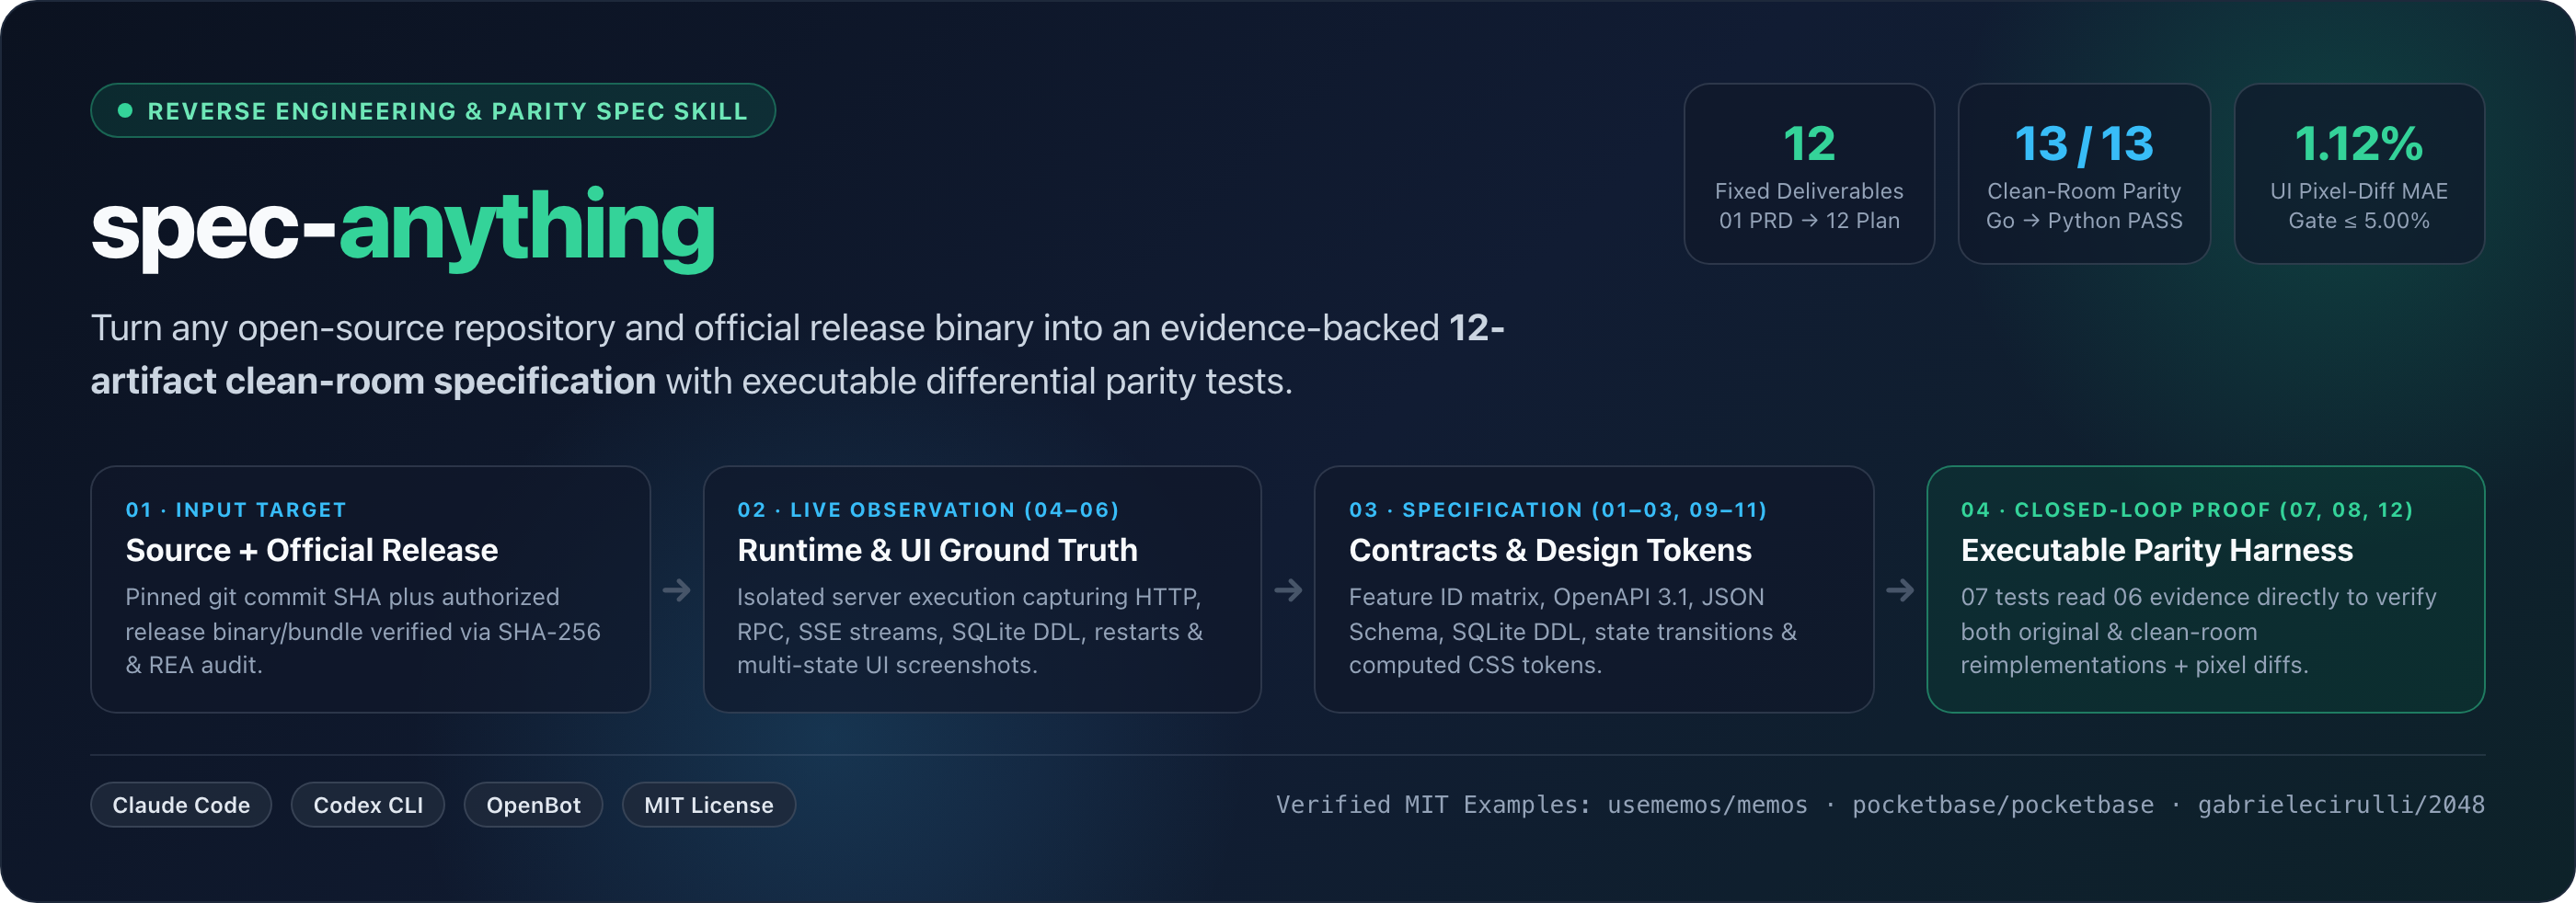 REVERSE ENGINEERING & PARITY SPEC SKILL
spec-anything
Turn any open-source repository and official release binary into an evidence-backed 12-
artifact clean-room specification with executable differential parity tests.
12
Fixed Deliverables
01 PRD → 12 Plan
13 / 13
Clean-Room Parity
Go → Python PASS
1.12%
UI Pixel-Diff MAE
Gate ≤ 5.00%
01 · INPUT TARGET
Source + Official Release
Pinned git commit SHA plus authorized
release binary/bundle verified via SHA-256
& REA audit.
→
02 · LIVE OBSERVATION (04–06)
Runtime & UI Ground Truth
Isolated server execution capturing HTTP,
RPC, SSE streams, SQLite DDL, restarts &
multi-state UI screenshots.
→
03 · SPECIFICATION (01–03, 09–11)
Contracts & Design Tokens
Feature ID matrix, OpenAPI 3.1, JSON
Schema, SQLite DDL, state transitions &
computed CSS tokens.
→
04 · CLOSED-LOOP PROOF (07, 08, 12)
Executable Parity Harness
07 tests read 06 evidence directly to verify
both original & clean-room
reimplementations + pixel diffs.
Claude Code
Codex CLI
OpenBot
MIT License
Verified MIT Examples: usememos/memos · pocketbase/pocketbase · gabrielecirulli/2048